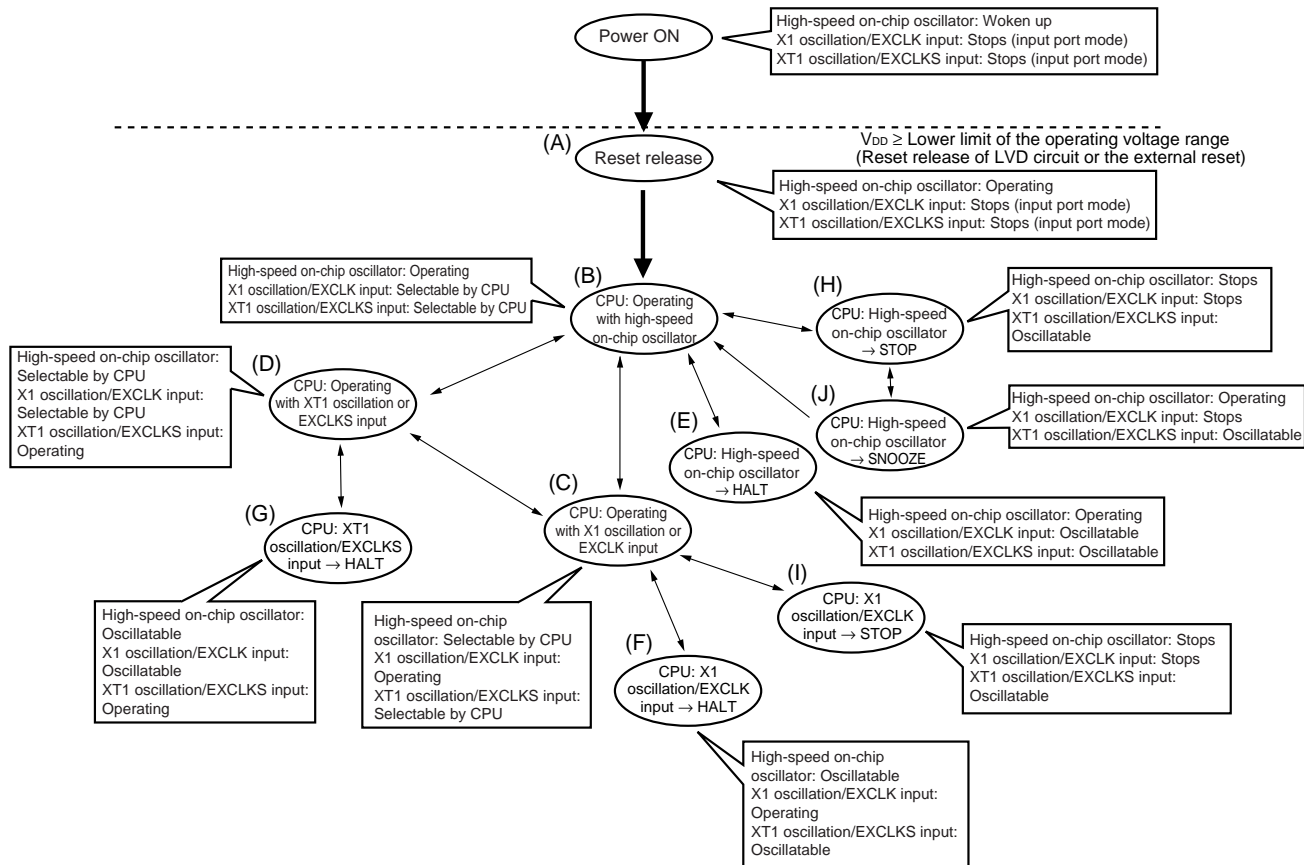 Power ON
High-speed on-chip oscillator: Woken up
X1 oscillation/EXCLK input: Stops (input port mode)
XT1 oscillation/EXCLKS input: Stops (input port mode)
VDD ≥ Lower limit of the operating voltage range
(Reset release of LVD circuit or the external reset)
(A)
Reset release
High-speed on-chip oscillator: Operating
X1 oscillation/EXCLK input: Stops (input port mode)
XT1 oscillation/EXCLKS input: Stops (input port mode)
High-speed on-chip oscillator: Operating
X1 oscillation/EXCLK input: Selectable by CPU
XT1 oscillation/EXCLKS input: Selectable by CPU
(B)
CPU: Operating
with high-speed
on-chip oscillator
(H)
CPU: High-speed
on-chip oscillator
→ STOP
High-speed on-chip oscillator: Stops
X1 oscillation/EXCLK input: Stops
XT1 oscillation/EXCLKS input:
Oscillatable
High-speed on-chip oscillator:
Selectable by CPU
X1 oscillation/EXCLK input:
Selectable by CPU
XT1 oscillation/EXCLKS input:
Operating
(D)
CPU: Operating
with XT1 oscillation or
EXCLKS input
(J)
CPU: High-speed
on-chip oscillator
→ SNOOZE
High-speed on-chip oscillator: Operating
X1 oscillation/EXCLK input: Stops
XT1 oscillation/EXCLKS input: Oscillatable
(E)
CPU: High-speed
on-chip oscillator
→ HALT
High-speed on-chip oscillator: Operating
X1 oscillation/EXCLK input: Oscillatable
XT1 oscillation/EXCLKS input: Oscillatable
(C)
CPU: Operating
with X1 oscillation or
EXCLK input
(G)
CPU: XT1
oscillation/EXCLKS
input → HALT
High-speed on-chip oscillator:
Oscillatable
X1 oscillation/EXCLK input:
Oscillatable
XT1 oscillation/EXCLKS input:
Operating
High-speed on-chip
oscillator: Selectable by CPU
X1 oscillation/EXCLK input:
Operating
XT1 oscillation/EXCLKS input:
Selectable by CPU
(I)
CPU: X1
oscillation/EXCLK
input → STOP
High-speed on-chip oscillator: Stops
X1 oscillation/EXCLK input: Stops
XT1 oscillation/EXCLKS input:
Oscillatable
(F)
CPU: X1
oscillation/EXCLK
input → HALT
High-speed on-chip
oscillator: Oscillatable
X1 oscillation/EXCLK input:
Operating
XT1 oscillation/EXCLKS input:
Oscillatable